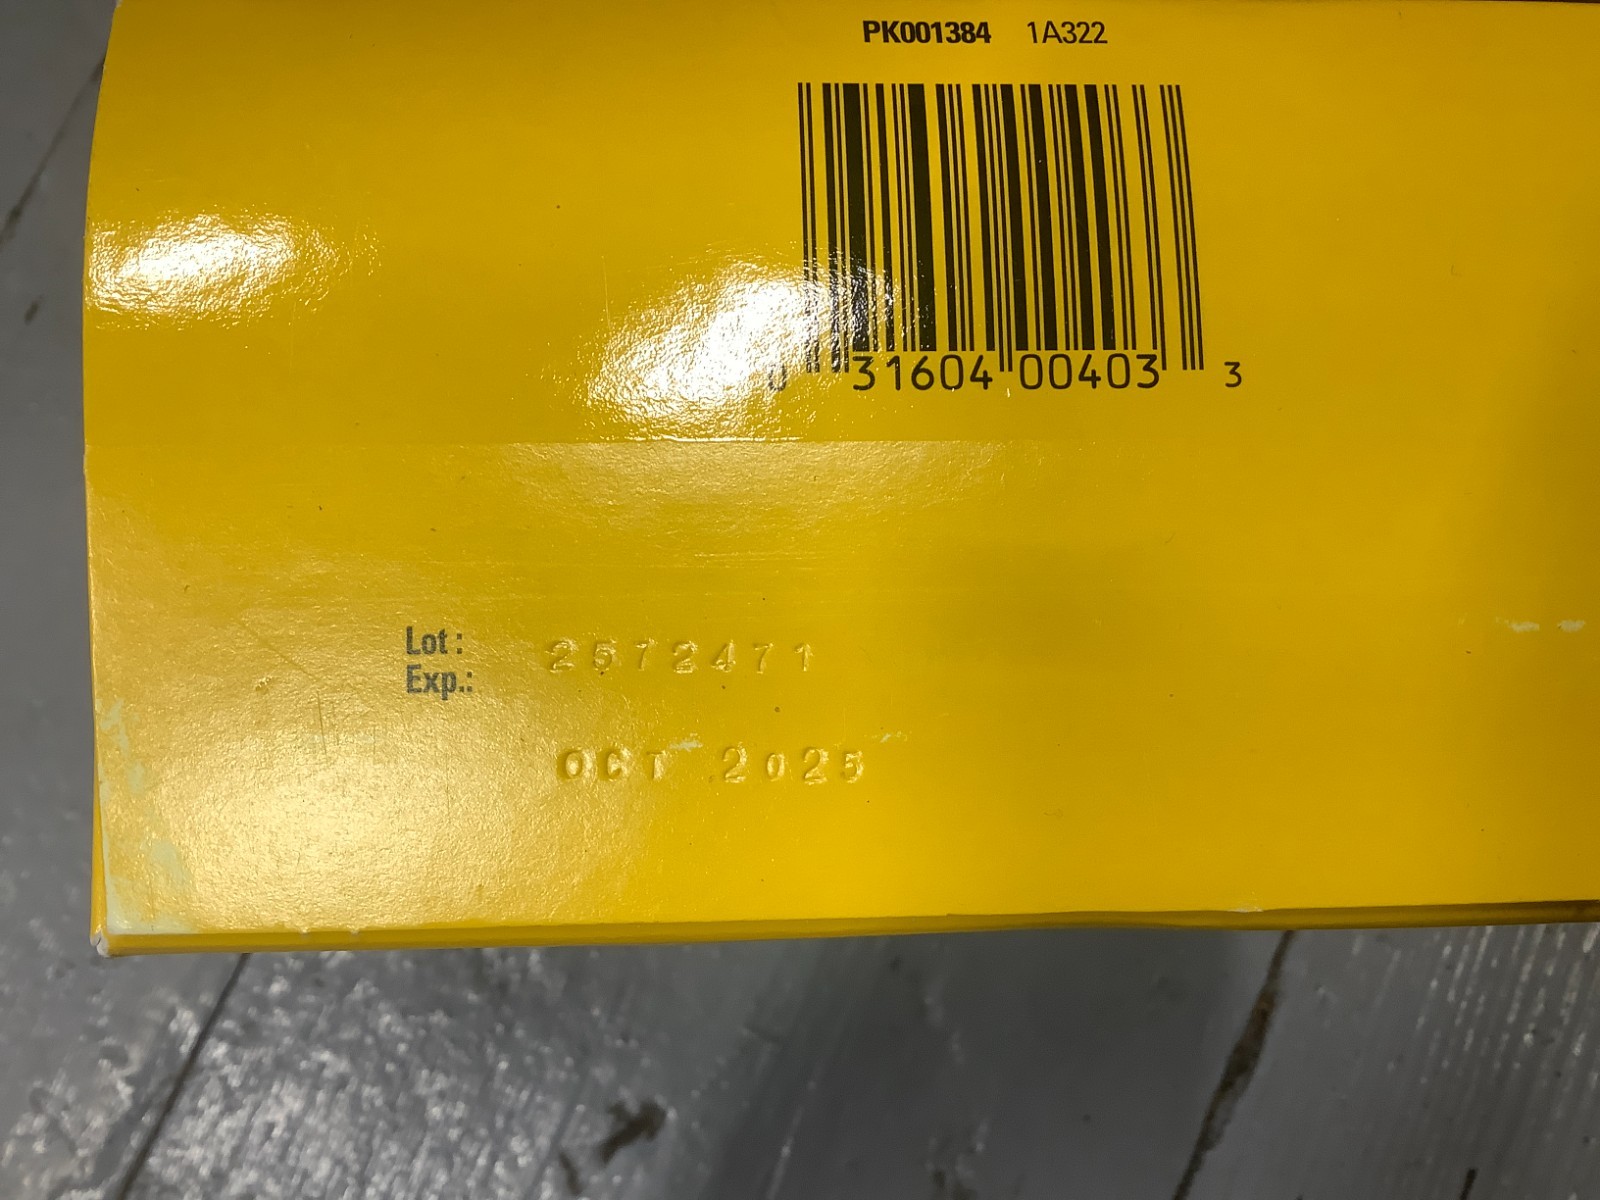 PK001384 1A322
0 31604 00403 3
Lot : 2572471
Exp.: OCT 2025